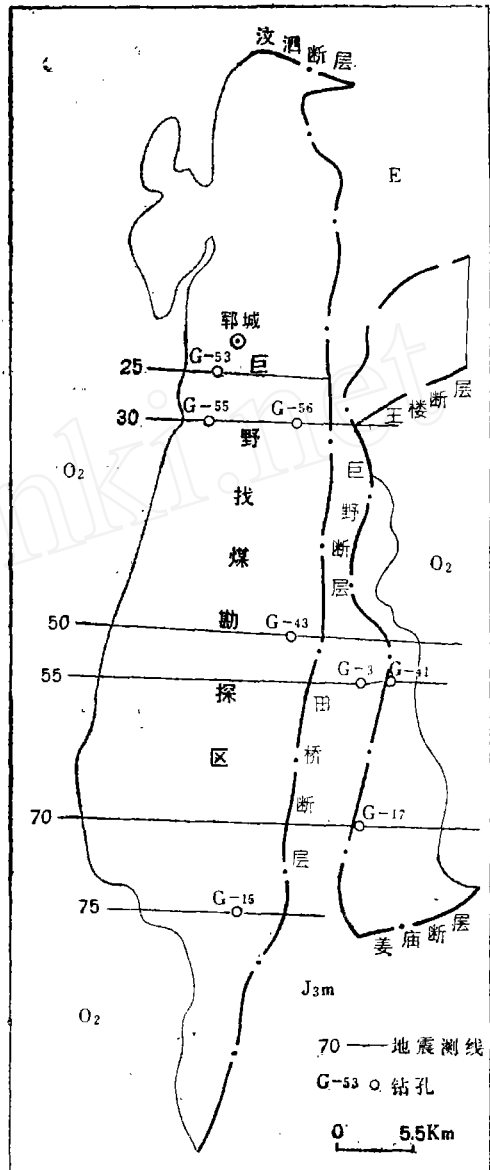 汶泗断层
E
郓城
G-53
25
巨
王楼断层
G-55
G-56
30
野
巨野断层
O₂
找
煤
O₂
勘
50
G-43
55
G-3
G-41
探
田桥断层
区
70
G-17
75
G-15
姜庙断层
J₃m
O₂
70 —— 地震测线
G-53 ○ 钻孔
0 5.5Km